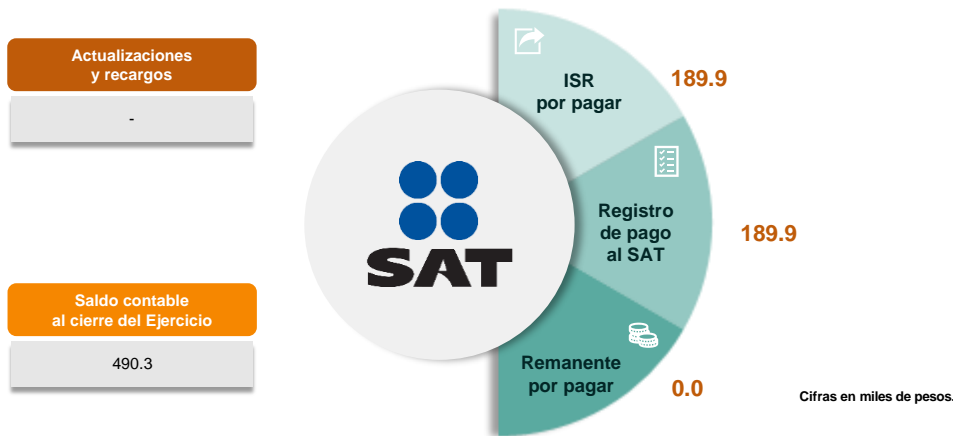 Actualizaciones
y recargos
-
Saldo contable
al cierre del Ejercicio
490.3
SAT
ISR
por pagar
189.9
Registro
de pago
al SAT
189.9
Remanente
por pagar
0.0
Cifras en miles de pesos.